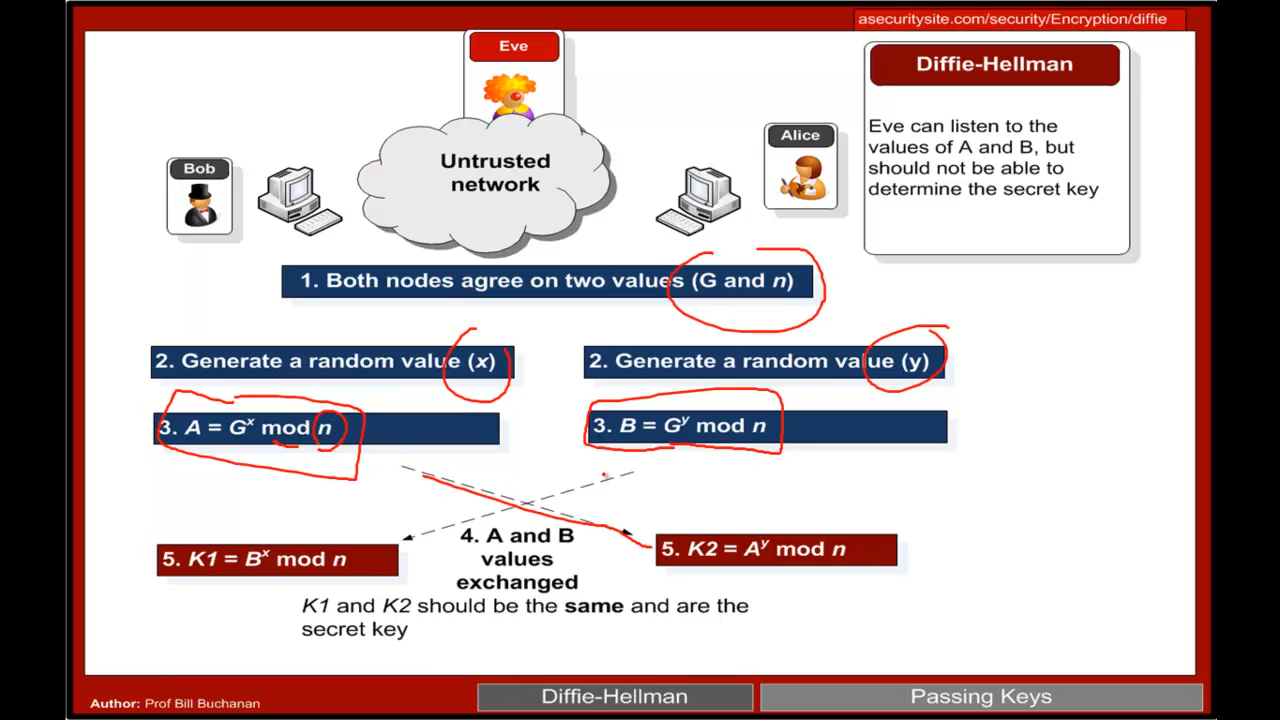 asecuritysite.com/security/Encryption/diffie
Eve
Diffie-Hellman
Eve can listen to the
values of A and B, but
should not be able to
determine the secret key
Alice
Bob
Untrusted
network
1. Both nodes agree on two values (G and n)
2. Generate a random value (x)
2. Generate a random value (y)
3. A = Gˣ mod n
3. B = Gʸ mod n
4. A and B
values
exchanged
5. K1 = Bˣ mod n
5. K2 = Aʸ mod n
K1 and K2 should be the same and are the
secret key
Author: Prof Bill Buchanan
Diffie-Hellman
Passing Keys